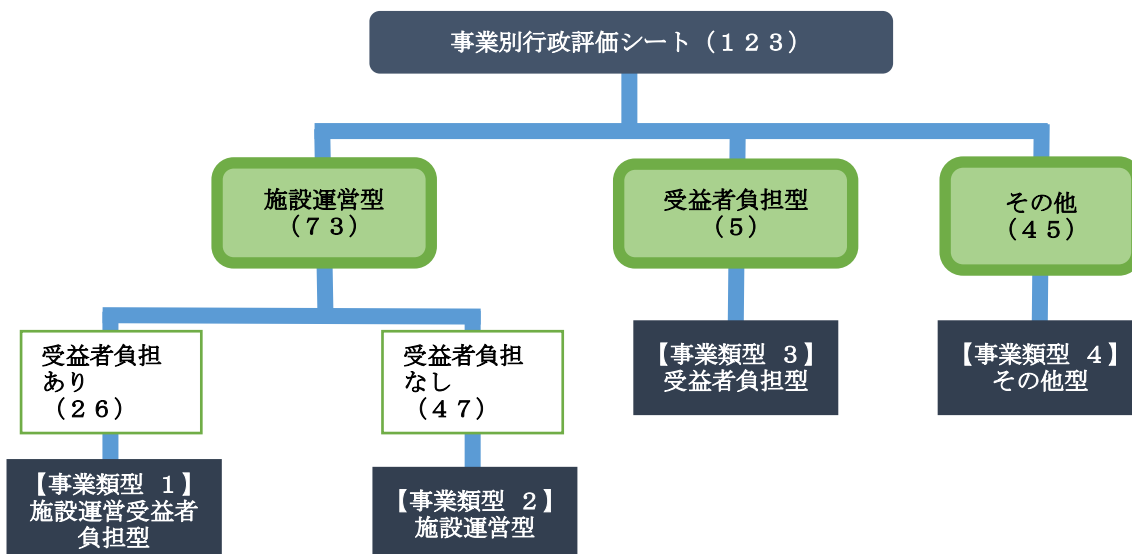 事業別行政評価シート（１２３）
施設運営型
（７３）
受益者負担型
（5）
その他
（４５）
受益者負担
あり
（２６）
受益者負担
なし
（４７）
【事業類型 ３】
受益者負担型
【事業類型 ４】
その他型
【事業類型 １】
施設運営受益者
負担型
【事業類型 ２】
施設運営型